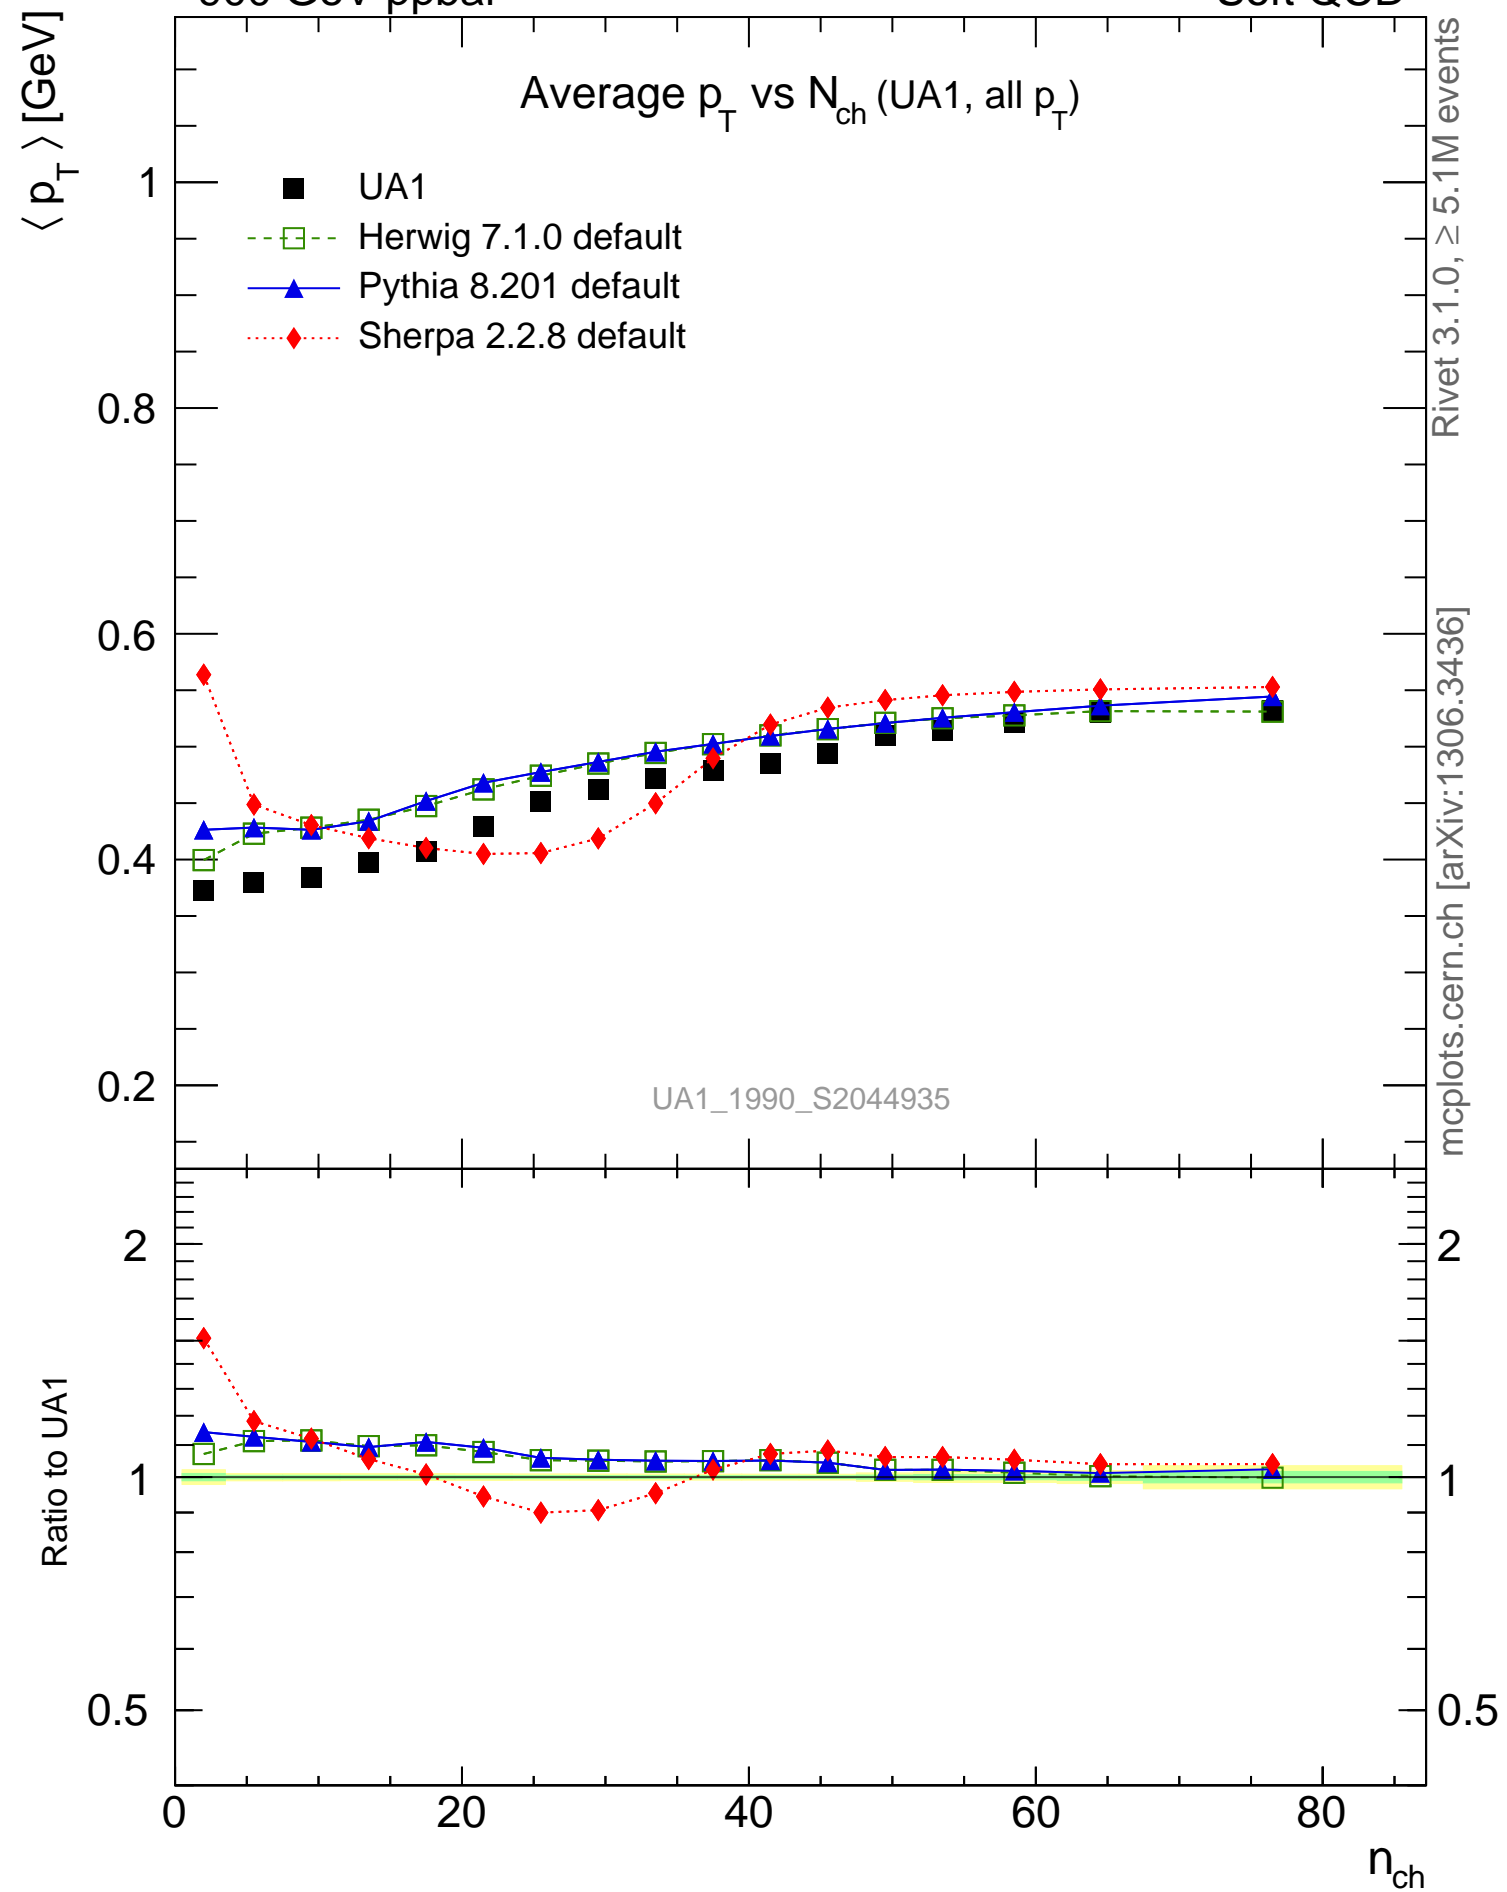 Average p_T vs N_ch (UA1, all p_T)
⟨ p_T ⟩ [GeV]
UA1
Herwig 7.1.0 default
Pythia 8.201 default
Sherpa 2.2.8 default
1
0.8
0.6
0.4
0.2
UA1_1990_S2044935
Rivet 3.1.0, ≥ 5.1M events
mcplots.cern.ch [arXiv:1306.3436]
Ratio to UA1
2
1
0.5
2
1
0.5
0 20 40 60 80
n_ch